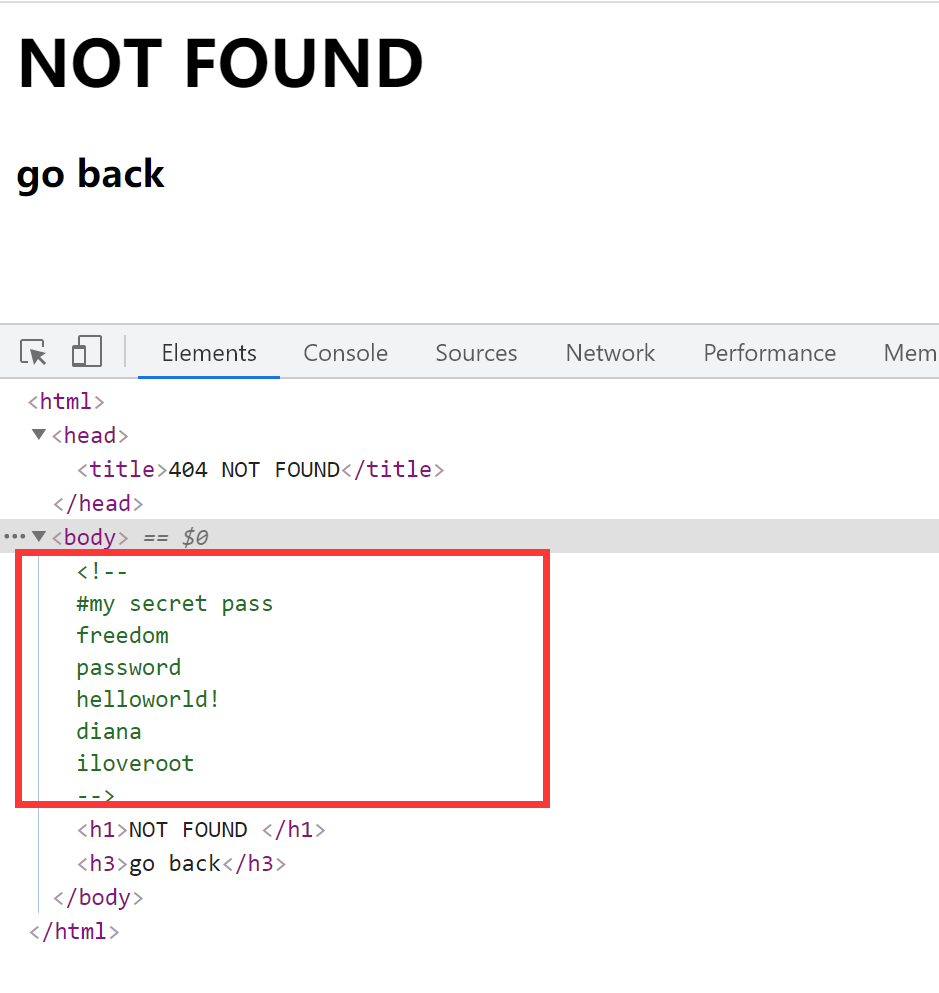 NOT FOUND
go back
Elements Console Sources Network Performance Mem
<html>
<head>
<title>404 NOT FOUND</title>
</head>
<body> == $0
<!--
#my secret pass
freedom
password
helloworld!
diana
iloveroot
-->
<h1>NOT FOUND </h1>
<h3>go back</h3>
</body>
</html>